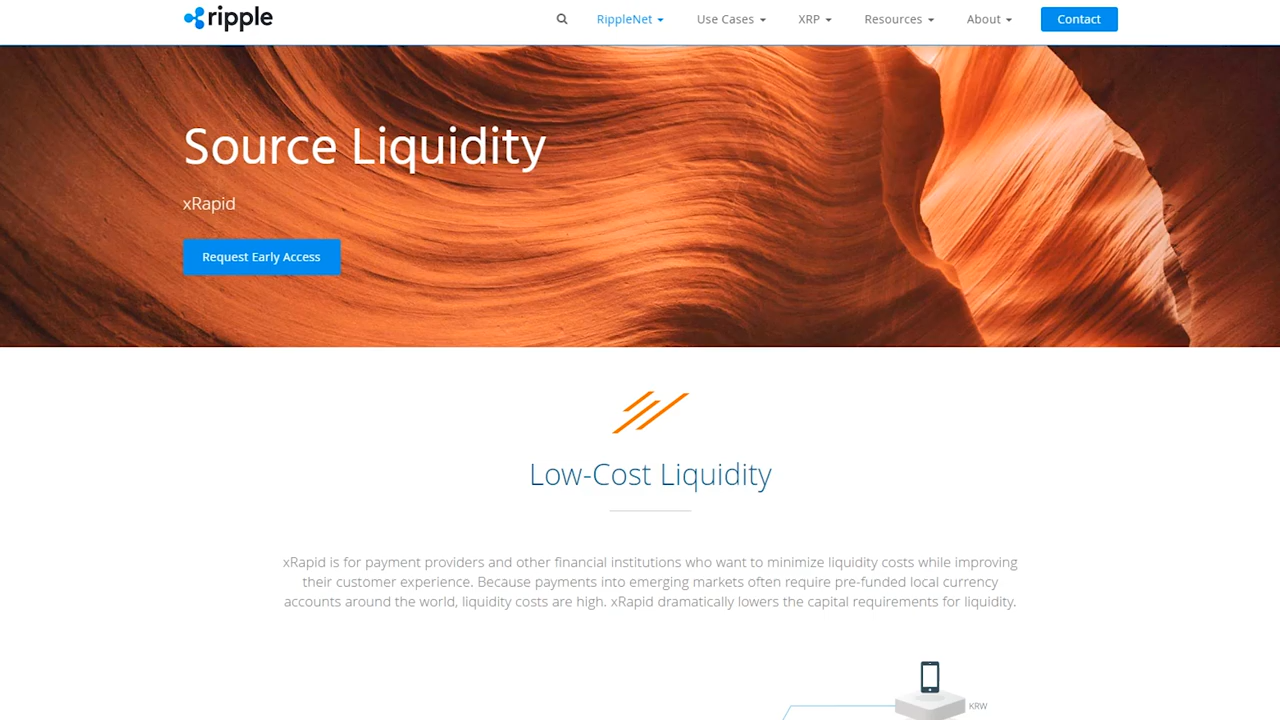 ripple
RippleNet
Use Cases
XRP
Resources
About
Contact
Source Liquidity
xRapid
Request Early Access
Low-Cost Liquidity
xRapid is for payment providers and other financial institutions who want to minimize liquidity costs while improving
their customer experience. Because payments into emerging markets often require pre-funded local currency
accounts around the world, liquidity costs are high. xRapid dramatically lowers the capital requirements for liquidity.
KRW